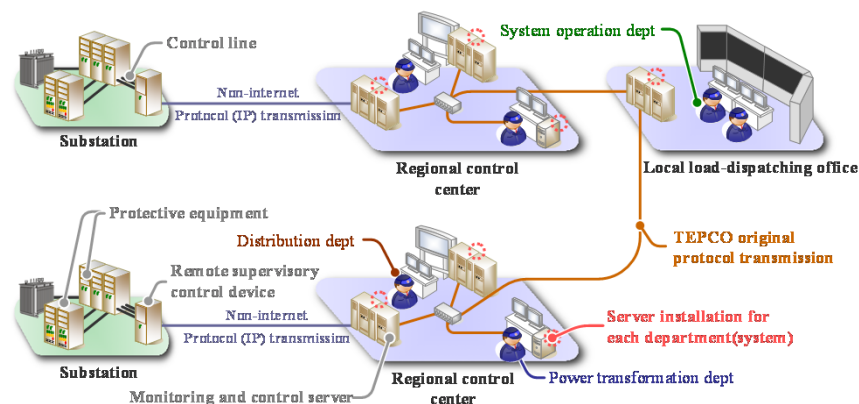 Control line
System operation dept
Non-internet
Protocol (IP) transmission
Substation
Regional control
center
Local load-dispatching office
Protective equipment
Distribution dept
TEPCO original
protocol transmission
Remote supervisory
control device
Non-internet
Protocol (IP) transmission
Server installation for
each department(system)
Substation
Regional control
center
Power transformation dept
Monitoring and control server